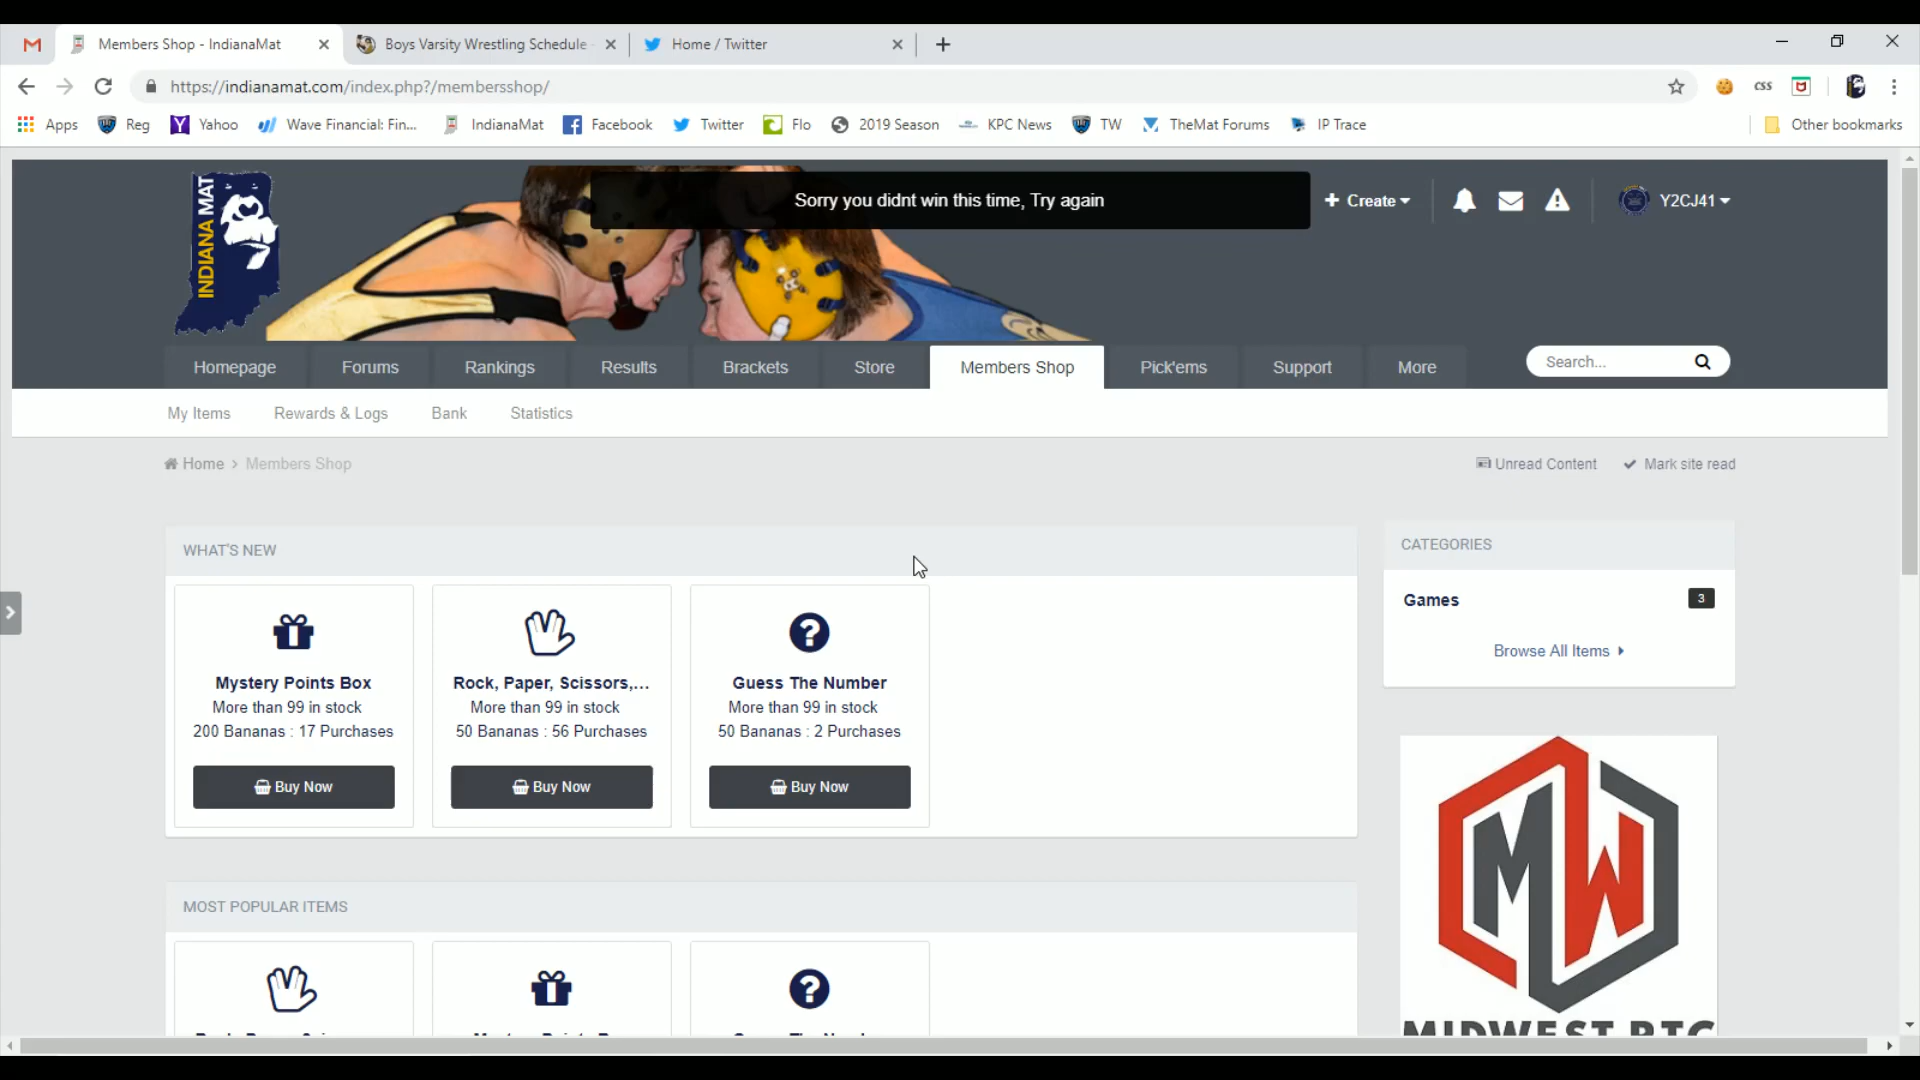 Members Shop - IndianaMat
Boys Varsity Wrestling Schedule -
Home / Twitter
https://indianamat.com/index.php?/membersshop/
CSS
Apps
Reg
Yahoo
Wave Financial: Fin...
IndianaMat
Facebook
Twitter
Flo
2019 Season
KPC News
TW
TheMat Forums
IP Trace
Other bookmarks
INDIANA MAT
Sorry you didnt win this time, Try again
Create
Y2CJ41
Homepage
Forums
Rankings
Results
Brackets
Store
Members Shop
Pick'ems
Support
More
Search...
My Items
Rewards & Logs
Bank
Statistics
Home > Members Shop
Unread Content
Mark site read
WHAT'S NEW
Mystery Points Box
More than 99 in stock
200 Bananas : 17 Purchases
Buy Now
Rock, Paper, Scissors,...
More than 99 in stock
50 Bananas : 56 Purchases
Buy Now
Guess The Number
More than 99 in stock
50 Bananas : 2 Purchases
Buy Now
CATEGORIES
Games
3
Browse All Items
MW
MIDWEST RTC
MOST POPULAR ITEMS